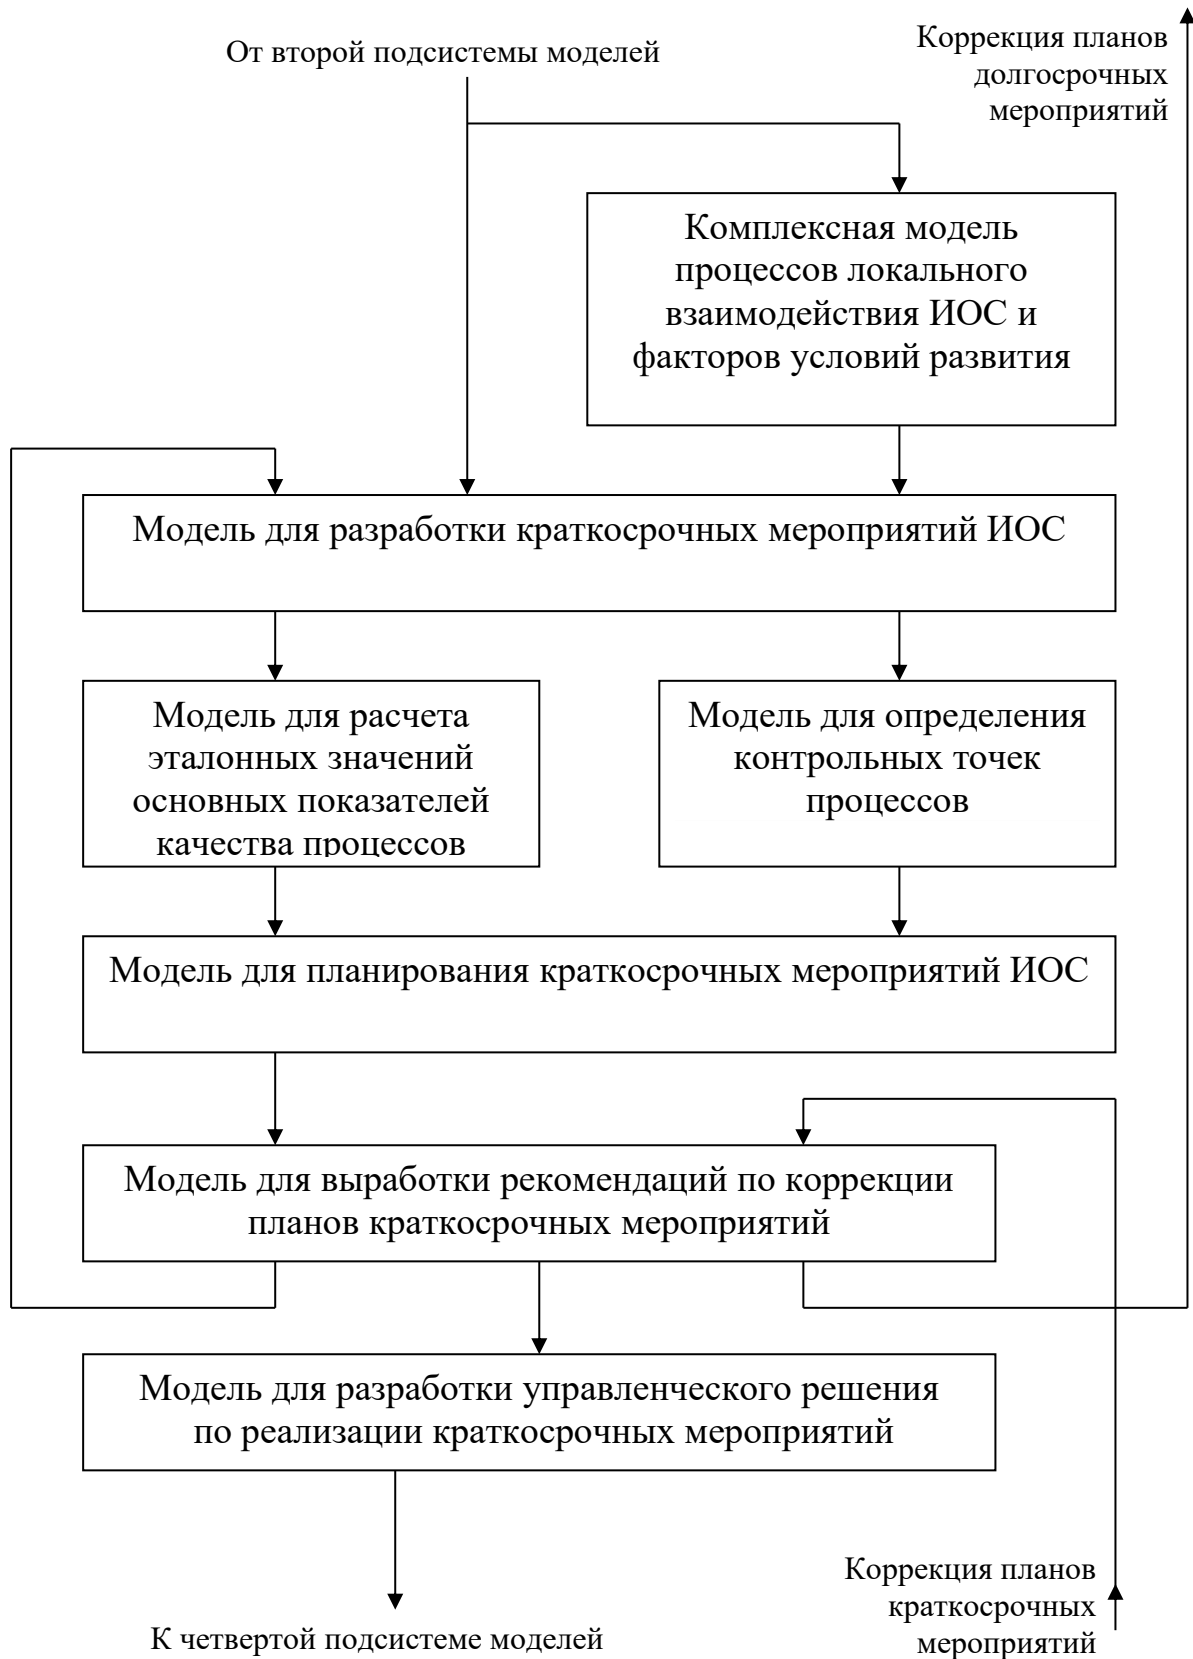 От второй подсистемы моделей
Коррекция планов
долгосрочных
мероприятий
Комплексная модель
процессов локального
взаимодействия ИОС и
факторов условий развития
Модель для разработки краткосрочных мероприятий ИОС
Модель для расчета
эталонных значений
основных показателей
качества процессов
Модель для определения
контрольных точек
процессов
Модель для планирования краткосрочных мероприятий ИОС
Модель для выработки рекомендаций по коррекции
планов краткосрочных мероприятий
Модель для разработки управленческого решения
по реализации краткосрочных мероприятий
Коррекция планов
краткосрочных
мероприятий
К четвертой подсистеме моделей